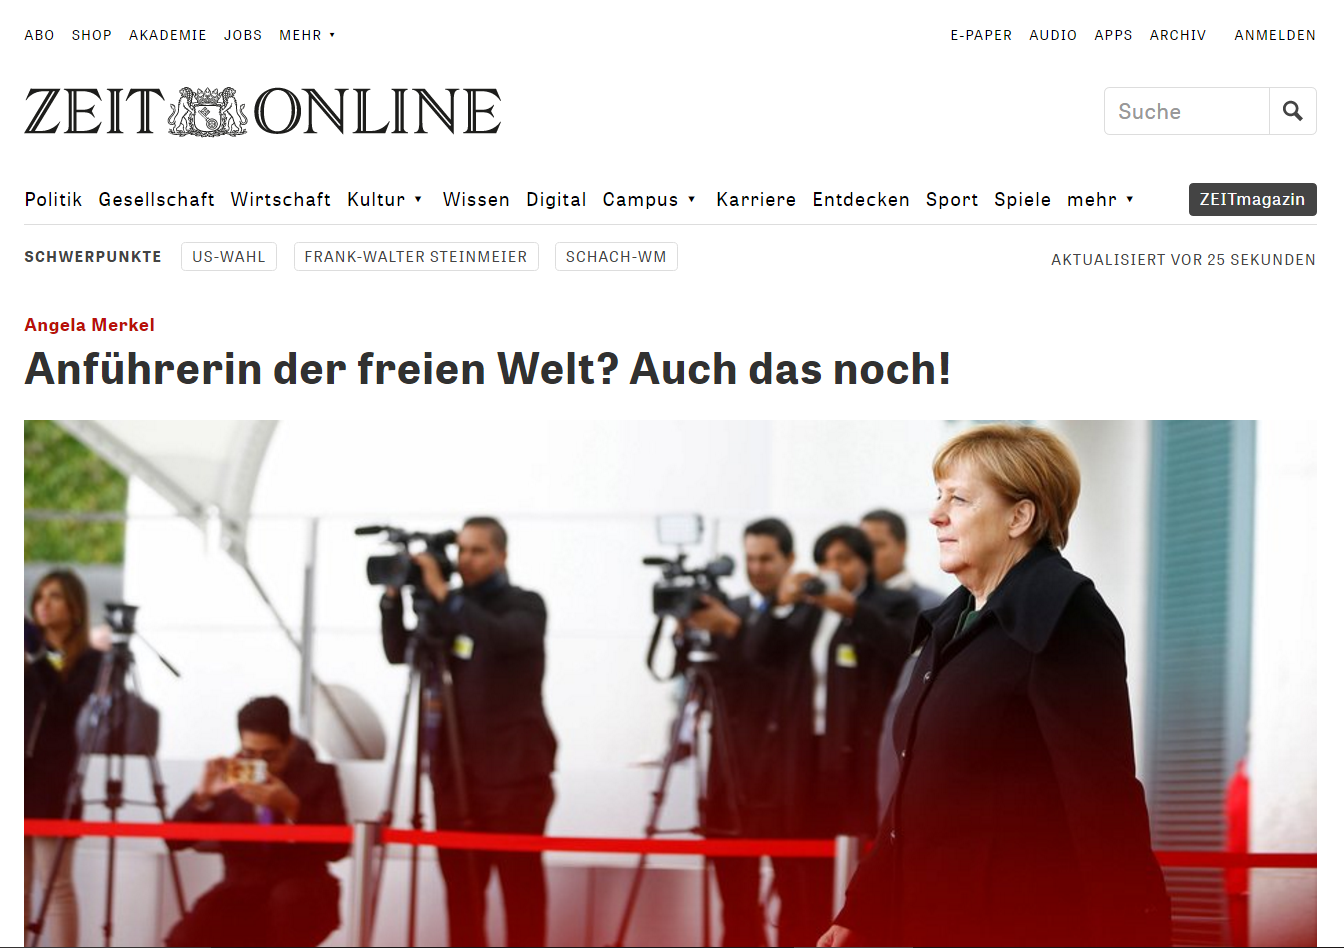 ABO SHOP AKADEMIE JOBS MEHR ▾ E-PAPER AUDIO APPS ARCHIV ANMELDEN
ZEIT ONLINE
Suche
Politik Gesellschaft Wirtschaft Kultur ▾ Wissen Digital Campus ▾ Karriere Entdecken Sport Spiele mehr ▾ ZEITmagazin
SCHWERPUNKTE US-WAHL FRANK-WALTER STEINMEIER SCHACH-WM AKTUALISIERT VOR 25 SEKUNDEN
Angela Merkel
Anführerin der freien Welt? Auch das noch!